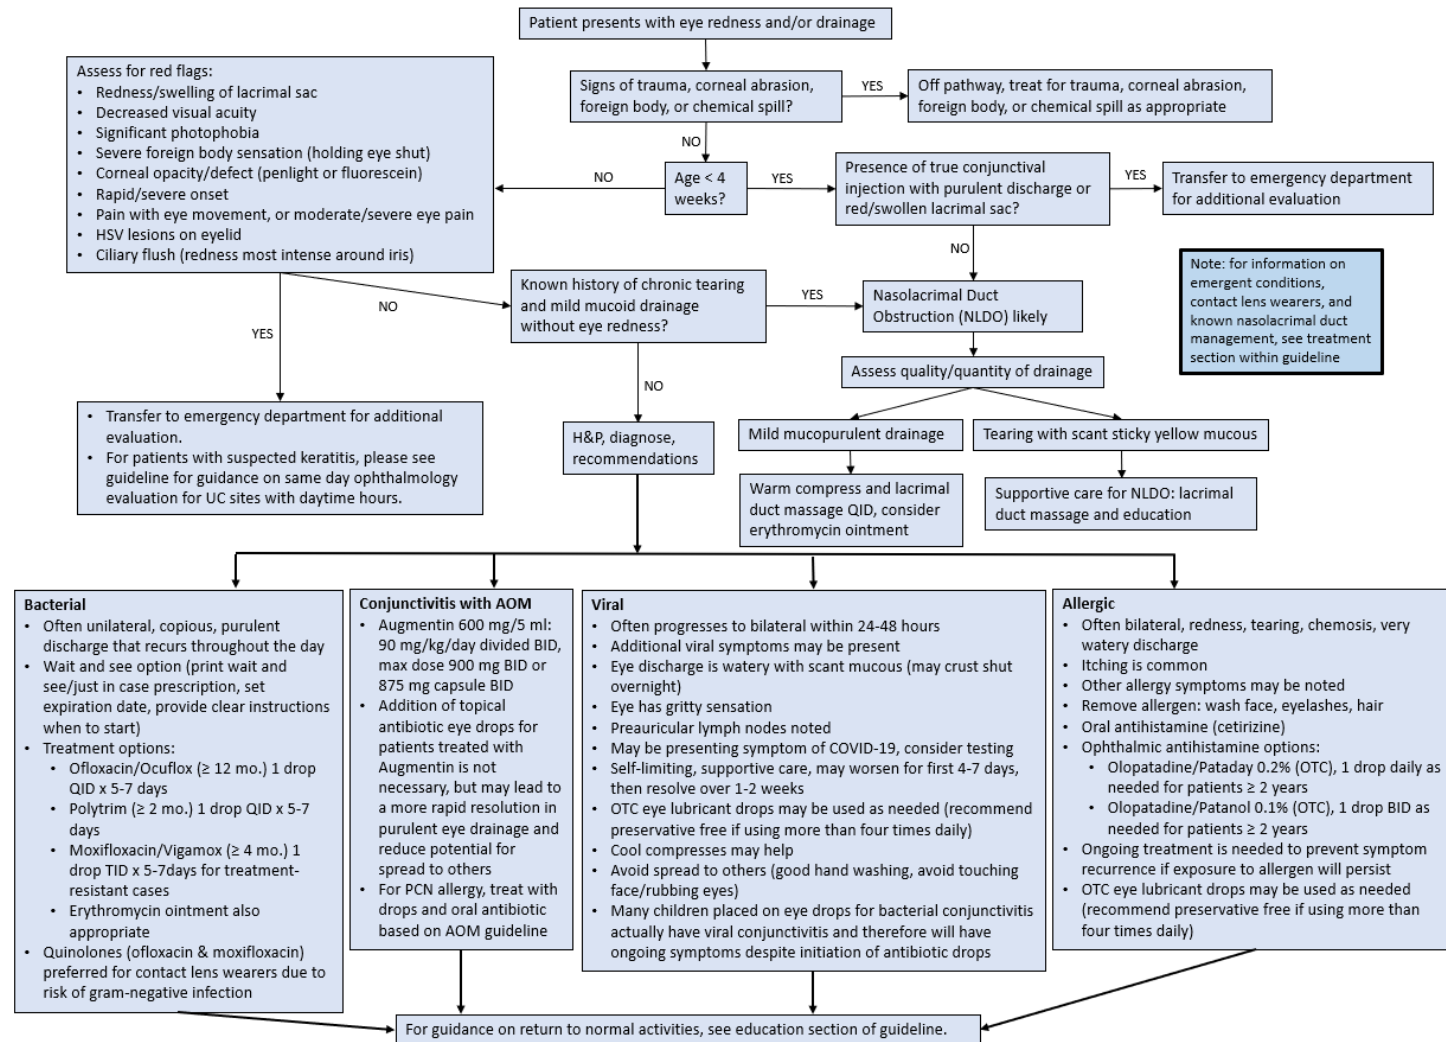 Patient presents with eye redness and/or drainage
Assess for red flags:
• Redness/swelling of lacrimal sac
• Decreased visual acuity
• Significant photophobia
• Severe foreign body sensation (holding eye shut)
• Corneal opacity/defect (penlight or fluorescein)
• Rapid/severe onset
• Pain with eye movement, or moderate/severe eye pain
• HSV lesions on eyelid
• Ciliary flush (redness most intense around iris)
Signs of trauma, corneal abrasion,
foreign body, or chemical spill?
YES
Off pathway, treat for trauma, corneal abrasion,
foreign body, or chemical spill as appropriate
NO
Age < 4
weeks?
NO
YES
Presence of true conjunctival
injection with purulent discharge or
red/swollen lacrimal sac?
YES
Transfer to emergency department
for additional evaluation
NO
Note: for information on
emergent conditions,
contact lens wearers, and
known nasolacrimal duct
management, see treatment
section within guideline
NO
YES
Known history of chronic tearing
and mild mucoid drainage
without eye redness?
YES
Nasolacrimal Duct
Obstruction (NLDO) likely
Assess quality/quantity of drainage
NO
• Transfer to emergency department for additional
evaluation.
• For patients with suspected keratitis, please see
guideline for guidance on same day ophthalmology
evaluation for UC sites with daytime hours.
H&P, diagnose,
recommendations
Mild mucopurulent drainage
Tearing with scant sticky yellow mucous
Warm compress and lacrimal
duct massage QID, consider
erythromycin ointment
Supportive care for NLDO: lacrimal
duct massage and education
Bacterial
• Often unilateral, copious, purulent
discharge that recurs throughout the day
• Wait and see option (print wait and
see/just in case prescription, set
expiration date, provide clear instructions
when to start)
• Treatment options:
• Ofloxacin/Ocuflox (≥ 12 mo.) 1 drop
QID x 5-7 days
• Polytrim (≥ 2 mo.) 1 drop QID x 5-7
days
• Moxifloxacin/Vigamox (≥ 4 mo.) 1
drop TID x 5-7days for treatment-
resistant cases
• Erythromycin ointment also
appropriate
• Quinolones (ofloxacin & moxifloxacin)
preferred for contact lens wearers due to
risk of gram-negative infection
Conjunctivitis with AOM
• Augmentin 600 mg/5 ml:
90 mg/kg/day divided BID,
max dose 900 mg BID or
875 mg capsule BID
• Addition of topical
antibiotic eye drops for
patients treated with
Augmentin is not
necessary, but may lead to
a more rapid resolution in
purulent eye drainage and
reduce potential for
spread to others
• For PCN allergy, treat with
drops and oral antibiotic
based on AOM guideline
Viral
• Often progresses to bilateral within 24-48 hours
• Additional viral symptoms may be present
• Eye discharge is watery with scant mucous (may crust shut
overnight)
• Eye has gritty sensation
• Preauricular lymph nodes noted
• May be presenting symptom of COVID-19, consider testing
• Self-limiting, supportive care, may worsen for first 4-7 days,
then resolve over 1-2 weeks
• OTC eye lubricant drops may be used as needed (recommend
preservative free if using more than four times daily)
• Cool compresses may help
• Avoid spread to others (good hand washing, avoid touching
face/rubbing eyes)
• Many children placed on eye drops for bacterial conjunctivitis
actually have viral conjunctivitis and therefore will have
ongoing symptoms despite initiation of antibiotic drops
Allergic
• Often bilateral, redness, tearing, chemosis, very
watery discharge
• Itching is common
• Other allergy symptoms may be noted
• Remove allergen: wash face, eyelashes, hair
• Oral antihistamine (cetirizine)
• Ophthalmic antihistamine options:
• Olopatadine/Pataday 0.2% (OTC), 1 drop daily as
needed for patients ≥ 2 years
• Olopatadine/Patanol 0.1% (OTC), 1 drop BID as
needed for patients ≥ 2 years
• Ongoing treatment is needed to prevent symptom
recurrence if exposure to allergen will persist
• OTC eye lubricant drops may be used as needed
(recommend preservative free if using more than
four times daily)
For guidance on return to normal activities, see education section of guideline.